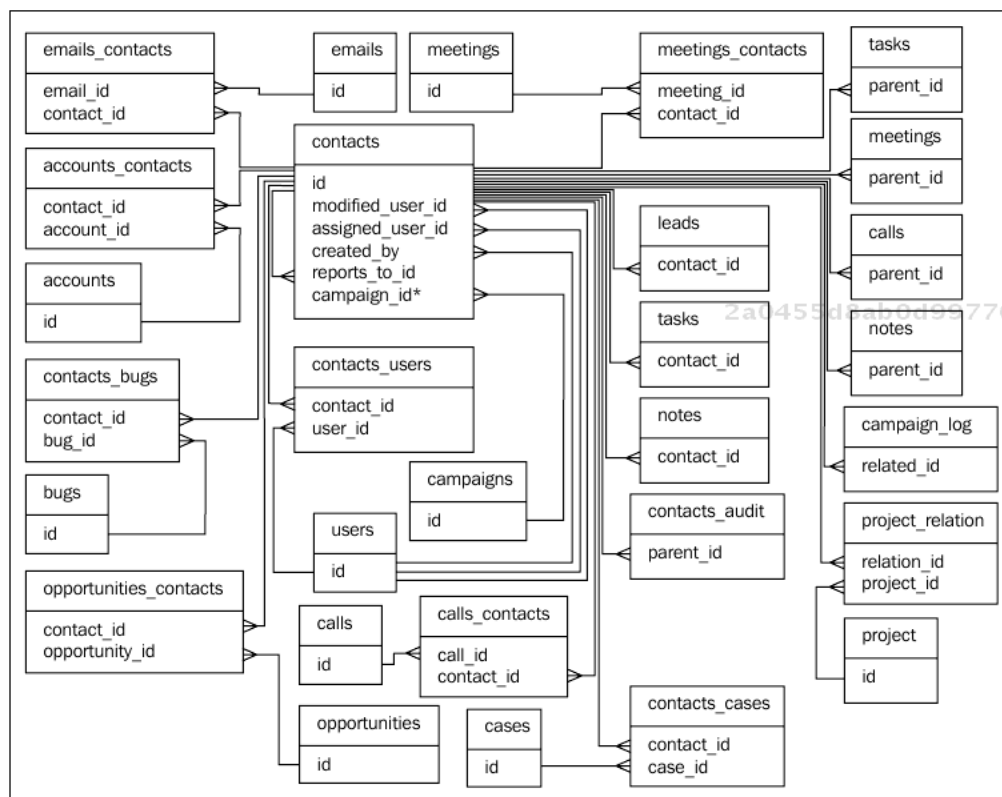 emails_contacts
email_id
contact_id
emails
id
meetings
id
meetings_contacts
meeting_id
contact_id
tasks
parent_id
contacts
id
modified_user_id
assigned_user_id
created_by
reports_to_id
campaign_id*
accounts_contacts
contact_id
account_id
meetings
parent_id
leads
contact_id
calls
parent_id
accounts
id
2a0455d8ab0d99776
tasks
contact_id
notes
parent_id
contacts_bugs
contact_id
bug_id
contacts_users
contact_id
user_id
notes
contact_id
campaign_log
related_id
bugs
id
campaigns
id
users
id
contacts_audit
parent_id
project_relation
relation_id
project_id
opportunities_contacts
contact_id
opportunity_id
calls
id
calls_contacts
call_id
contact_id
project
id
opportunities
id
cases
id
contacts_cases
contact_id
case_id